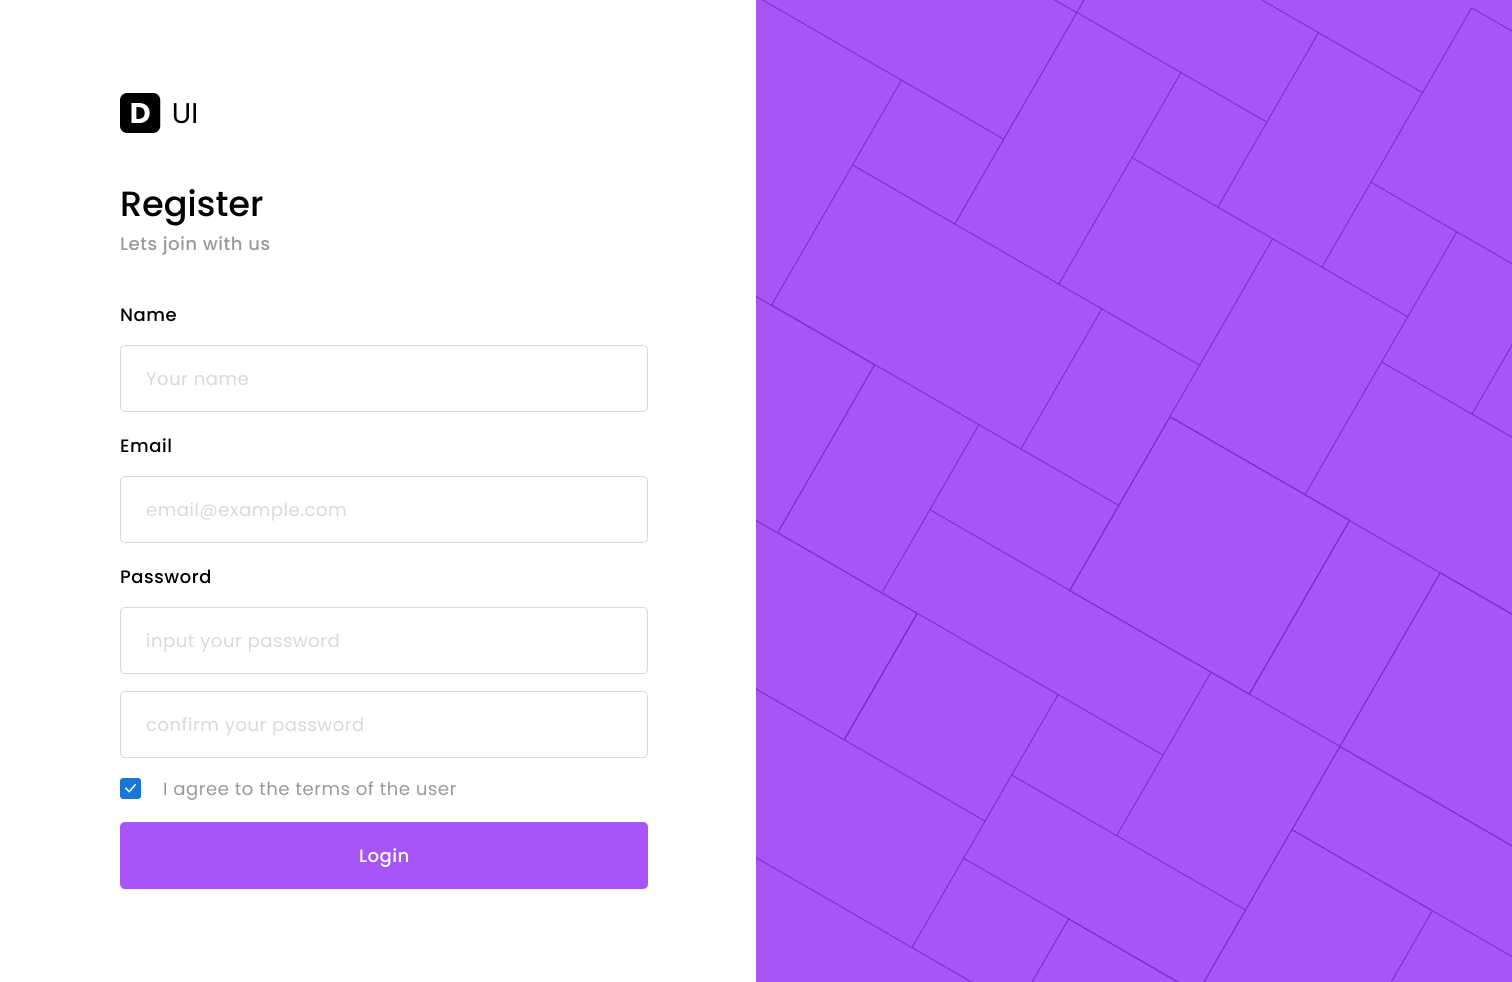 D UI
Register
Lets join with us
Name
Your name
Email
email@example.com
Password
input your password
confirm your password
I agree to the terms of the user
Login